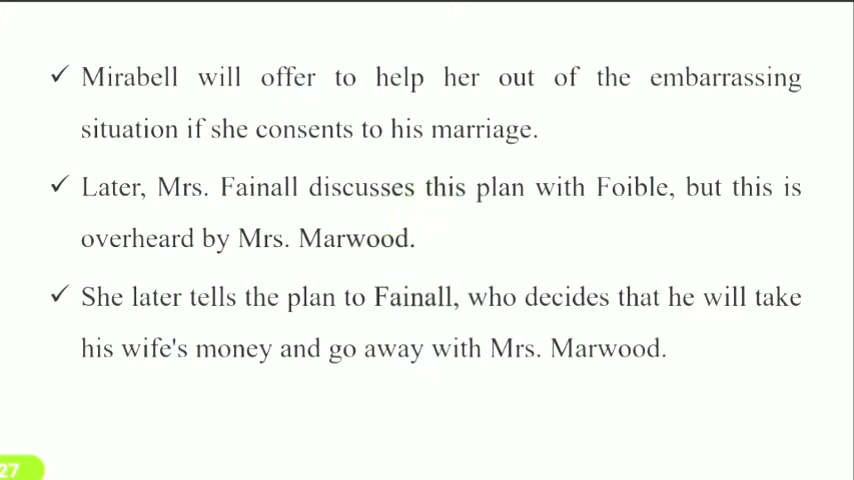 ✓ Mirabell will offer to help her out of the embarrassing
situation if she consents to his marriage.
✓ Later, Mrs. Fainall discusses this plan with Foible, but this is
overheard by Mrs. Marwood.
✓ She later tells the plan to Fainall, who decides that he will take
his wife's money and go away with Mrs. Marwood.
27